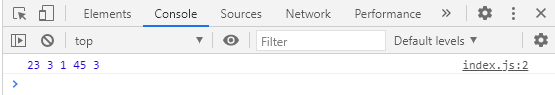 Elements Console Sources Network Performance »
top Filter Default levels
23 3 1 45 3 index.js:2
>